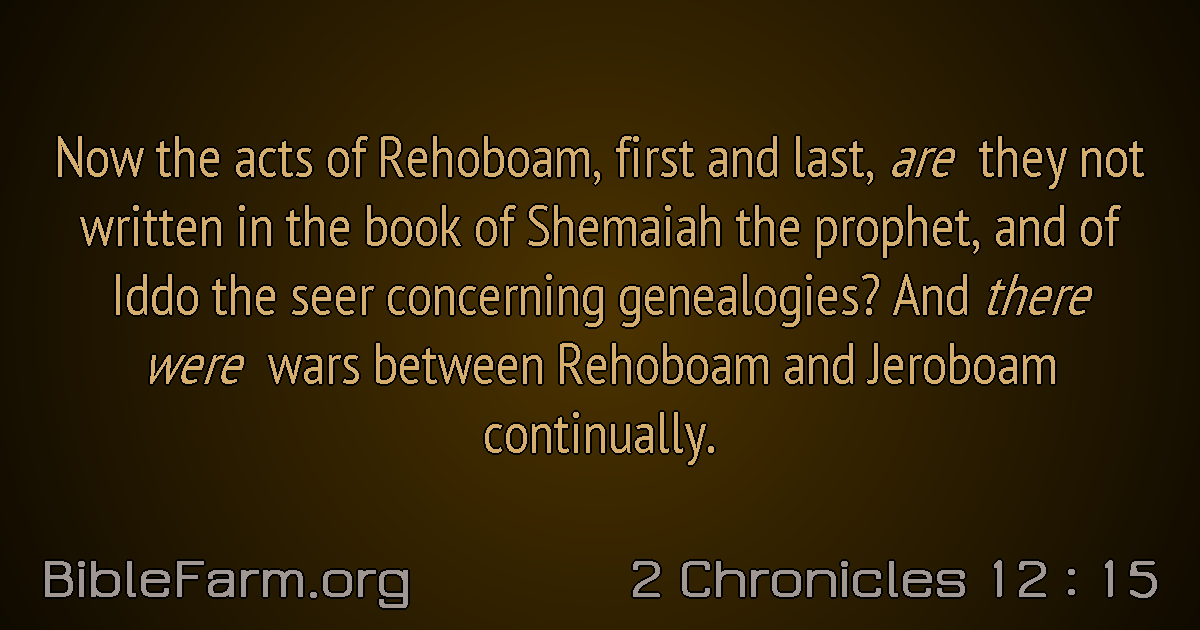 Now the acts of Rehoboam, first and last, are they not
written in the book of Shemaiah the prophet, and of
Iddo the seer concerning genealogies? And there
were wars between Rehoboam and Jeroboam
continually.
BibleFarm.org
2 Chronicles 12 : 15